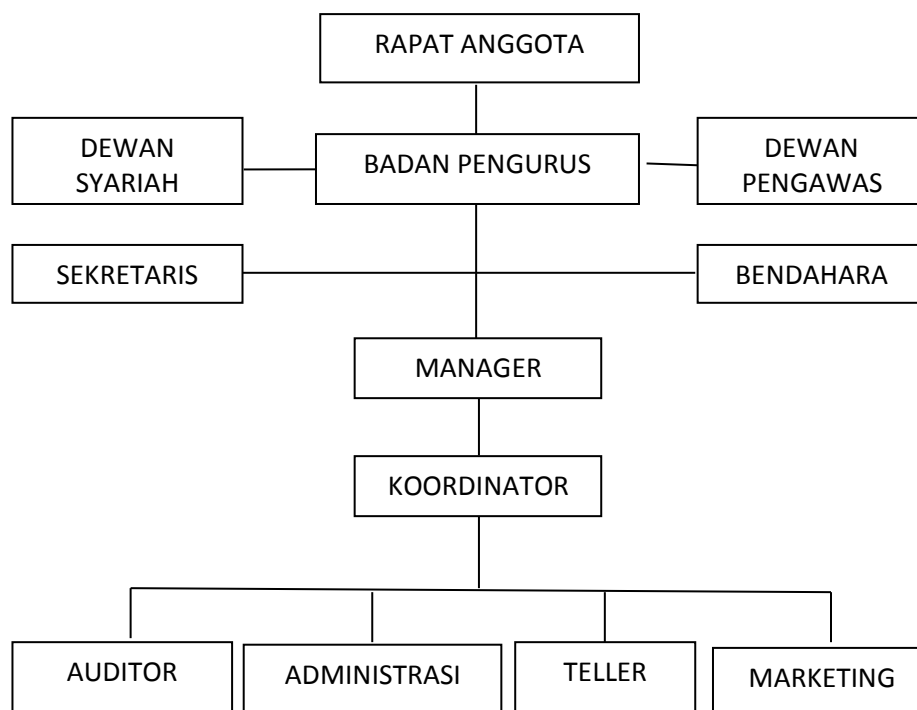 RAPAT ANGGOTA
DEWAN
SYARIAH
BADAN PENGURUS
DEWAN
PENGAWAS
SEKRETARIS
BENDAHARA
MANAGER
KOORDINATOR
AUDITOR
ADMINISTRASI
TELLER
MARKETING